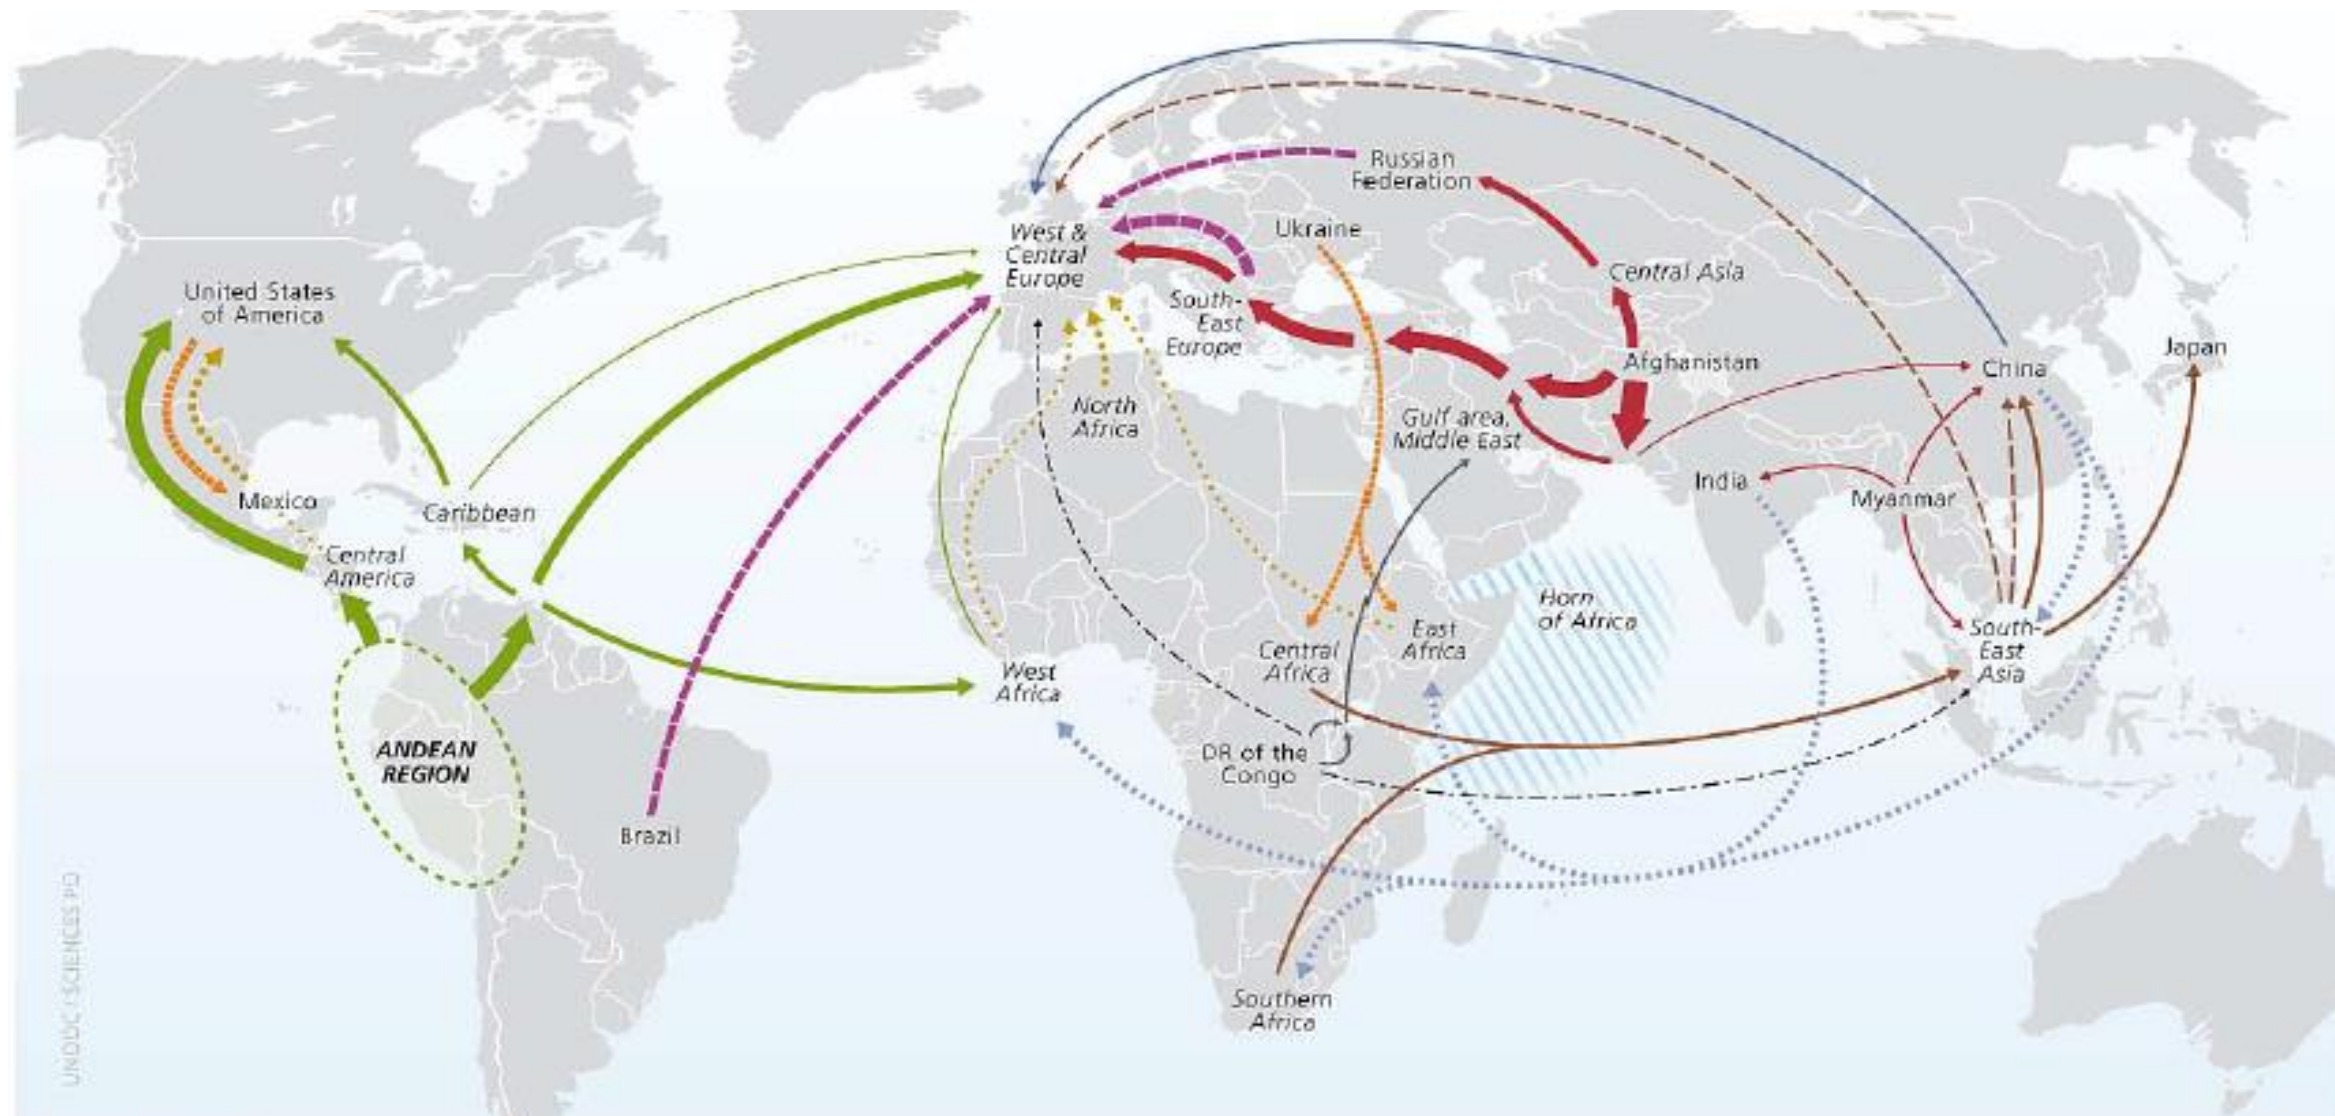 Russian
Federation
West &
Central
Europe
Ukraine
Central Asia
United States
of America
South-
East
Europe
Afghanistan
China
Japan
North
Africa
Gulf area,
Middle East
India
Myanmar
Mexico
Caribbean
Central
America
Horn
of Africa
East
Africa
Central
Africa
South-
East
Asia
West
Africa
ANDEAN
REGION
DR of the
Congo
Brazil
Southern
Africa
UNODC / SCIENCES PO